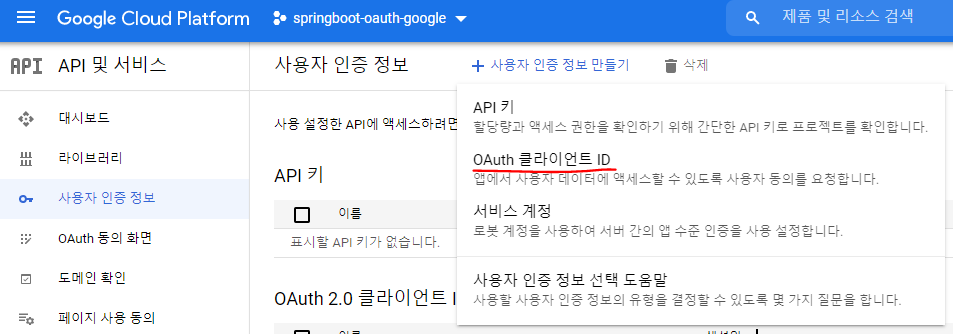 Google Cloud Platform
springboot-oauth-google
제품 및 리소스 검색
API
API 및 서비스
대시보드
라이브러리
사용자 인증 정보
OAuth 동의 화면
도메인 확인
페이지 사용 동의
사용자 인증 정보
+ 사용자 인증 정보 만들기
삭제
사용 설정한 API에 액세스하려면
API 키
이름
표시할 API 키가 없습니다.
OAuth 2.0 클라이언트 I
이름
API 키
할당량과 액세스 권한을 확인하기 위해 간단한 API 키로 프로젝트를 확인합니다.
OAuth 클라이언트 ID
앱에서 사용자 데이터에 액세스할 수 있도록 사용자 동의를 요청합니다.
서비스 계정
로봇 계정을 사용하여 서버 간의 앱 수준 인증을 사용 설정합니다.
사용자 인증 정보 선택 도움말
사용할 사용자 인증 정보의 유형을 결정할 수 있도록 몇 가지 질문을 합니다.